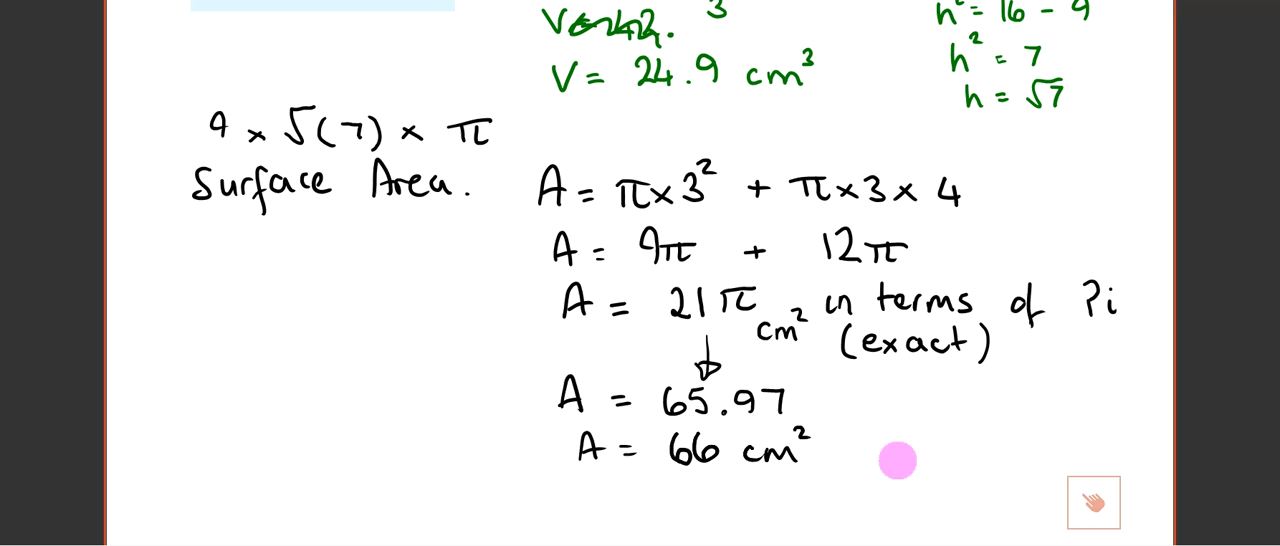 h² = 16 - 9
V = 24.9 cm³
h² = 7
h = √7
9 × √(7) × π
Surface Area.
A = π×3² + π×3×4
A = 9π + 12π
A = 21π cm² in terms of Pi
(exact)
A = 65.97
A = 66 cm²